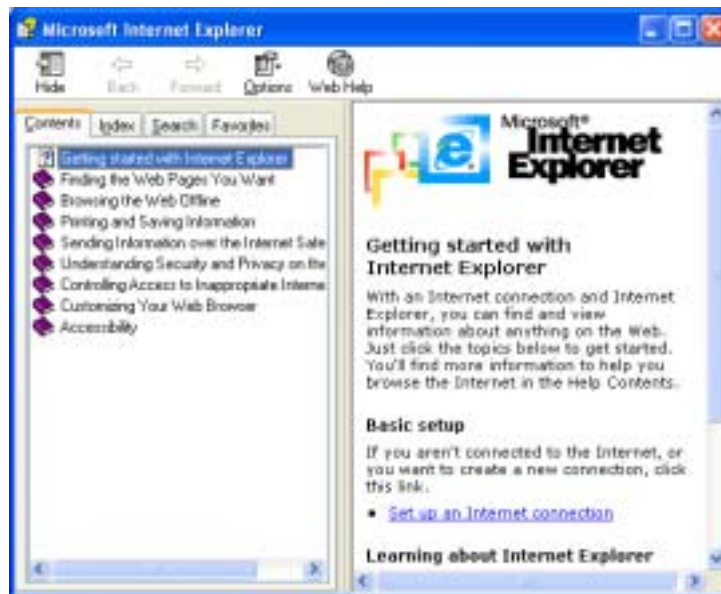 Microsoft Internet Explorer
Hide Back Forward Options Web Help
Contents Index Search Favorites
Getting started with Internet Explorer
Finding the Web Pages You Want
Browsing the Web Offline
Printing and Saving Information
Sending Information over the Internet Safe
Understanding Security and Privacy on the
Controlling Access to Inappropriate Interne
Customizing Your Web Browser
Accessibility
Microsoft®
Internet
Explorer
Getting started with
Internet Explorer
With an Internet connection and Internet
Explorer, you can find and view
information about anything on the Web.
Just click the topics below to get started.
You'll find more information to help you
browse the Internet in the Help Contents.
Basic setup
If you aren't connected to the Internet, or
you want to create a new connection, click
this link.
• Set up an Internet connection
Learning about Internet Explorer